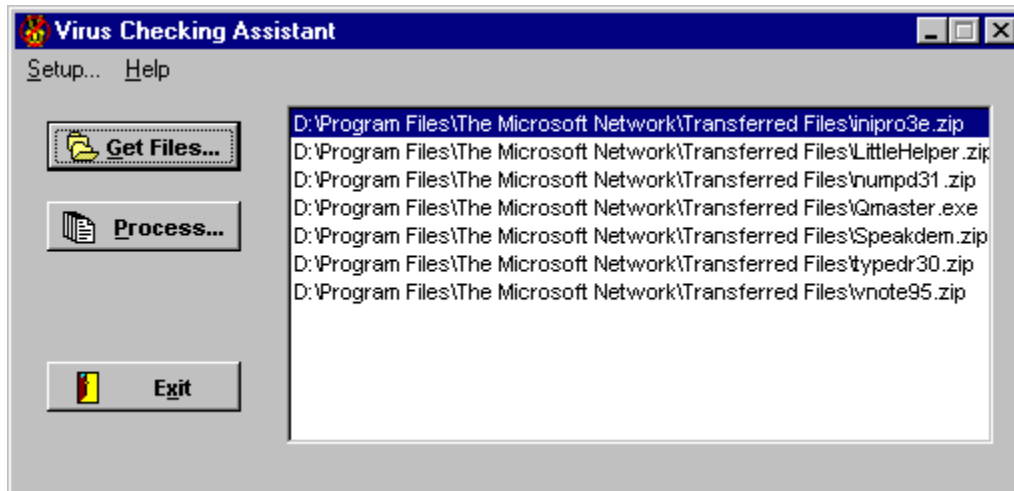 Virus Checking Assistant
Setup... Help
Get Files...
Process...
Exit
D:\Program Files\The Microsoft Network\Transferred Files\inipro3e.zip
D:\Program Files\The Microsoft Network\Transferred Files\LittleHelper.zip
D:\Program Files\The Microsoft Network\Transferred Files\numpd31.zip
D:\Program Files\The Microsoft Network\Transferred Files\Qmaster.exe
D:\Program Files\The Microsoft Network\Transferred Files\Speakdem.zip
D:\Program Files\The Microsoft Network\Transferred Files\typedr30.zip
D:\Program Files\The Microsoft Network\Transferred Files\vnote95.zip